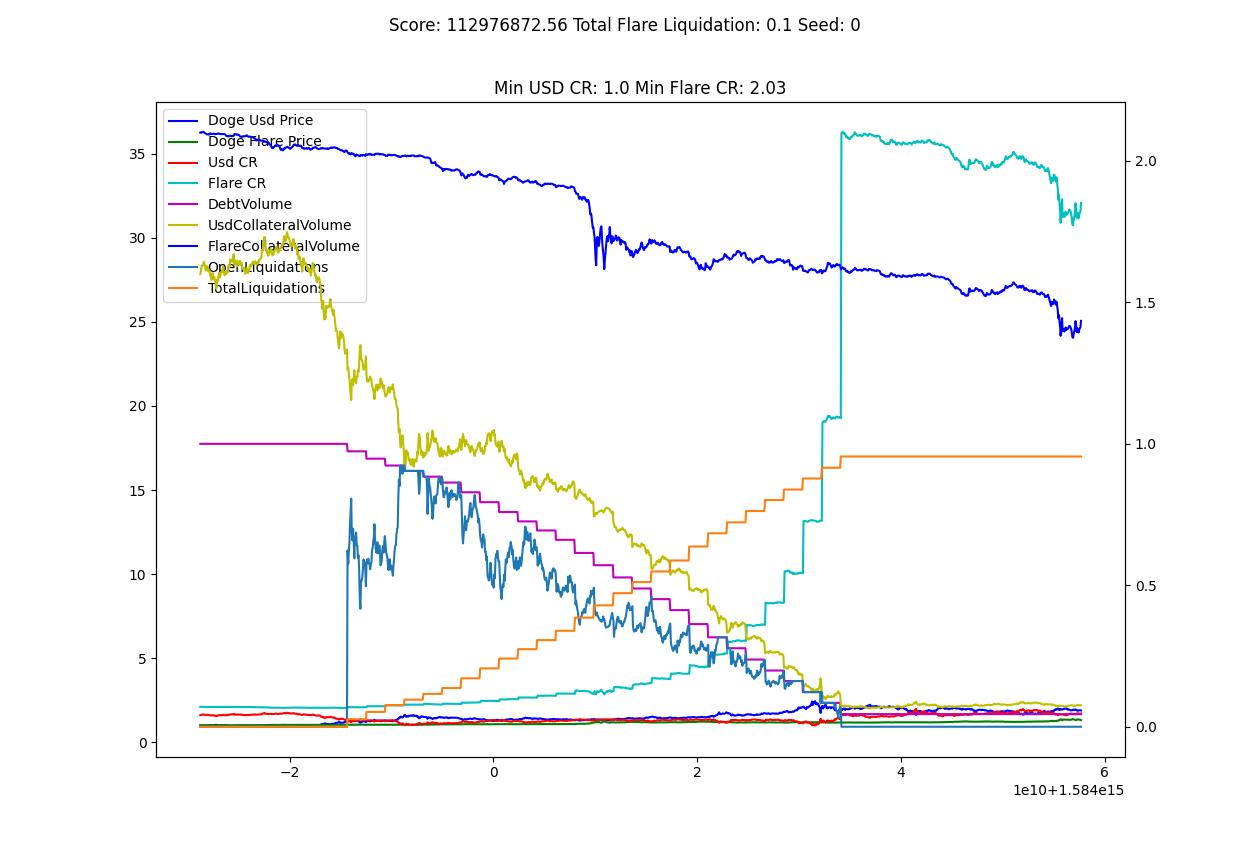 Score: 112976872.56 Total Flare Liquidation: 0.1 Seed: 0
Min USD CR: 1.0 Min Flare CR: 2.03
Doge Usd Price
Doge Flare Price
Usd CR
Flare CR
DebtVolume
UsdCollateralVolume
FlareCollateralVolume
OpenLiquidations
TotalLiquidations
35
30
25
20
15
10
5
0
2.0
1.5
1.0
0.5
0.0
−2
0
2
4
6
1e10+1.584e15